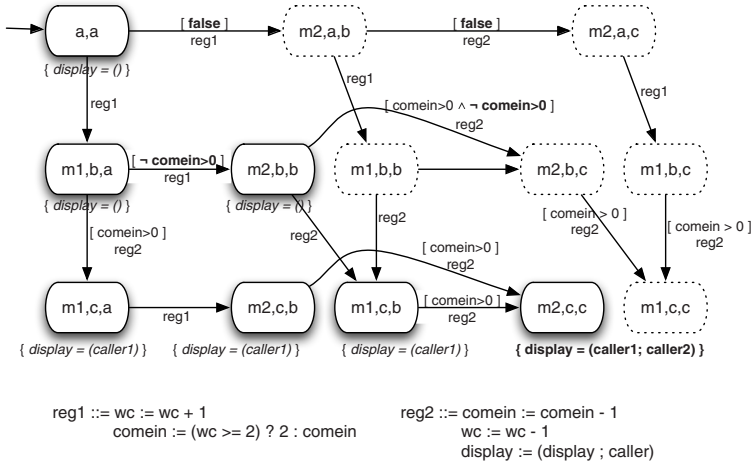 [ false ]
[ false ]
a,a
m2,a,b
m2,a,c
reg1
reg2
{ display = () }
reg1
reg1
reg1
[ comein>0 ∧ ¬ comein>0 ]
reg2
[ ¬ comein>0 ]
m1,b,a
m2,b,b
m1,b,b
m2,b,c
m1,b,c
reg1
{ display = () }
{ display = () }
[ comein>0 ]
reg2
reg2
reg2
[ comein > 0 ]
reg2
[ comein > 0 ]
reg2
[ comein>0 ]
reg2
m1,c,a
m2,c,b
m1,c,b
[ comein>0 ]
m2,c,c
m1,c,c
reg1
reg2
{ display = (caller1) }
{ display = (caller1) }
{ display = (caller1) }
{ display = (caller1; caller2) }
reg1 ::= wc := wc + 1
comein := (wc >= 2) ? 2 : comein
reg2 ::= comein := comein - 1
wc := wc - 1
display := (display ; caller)